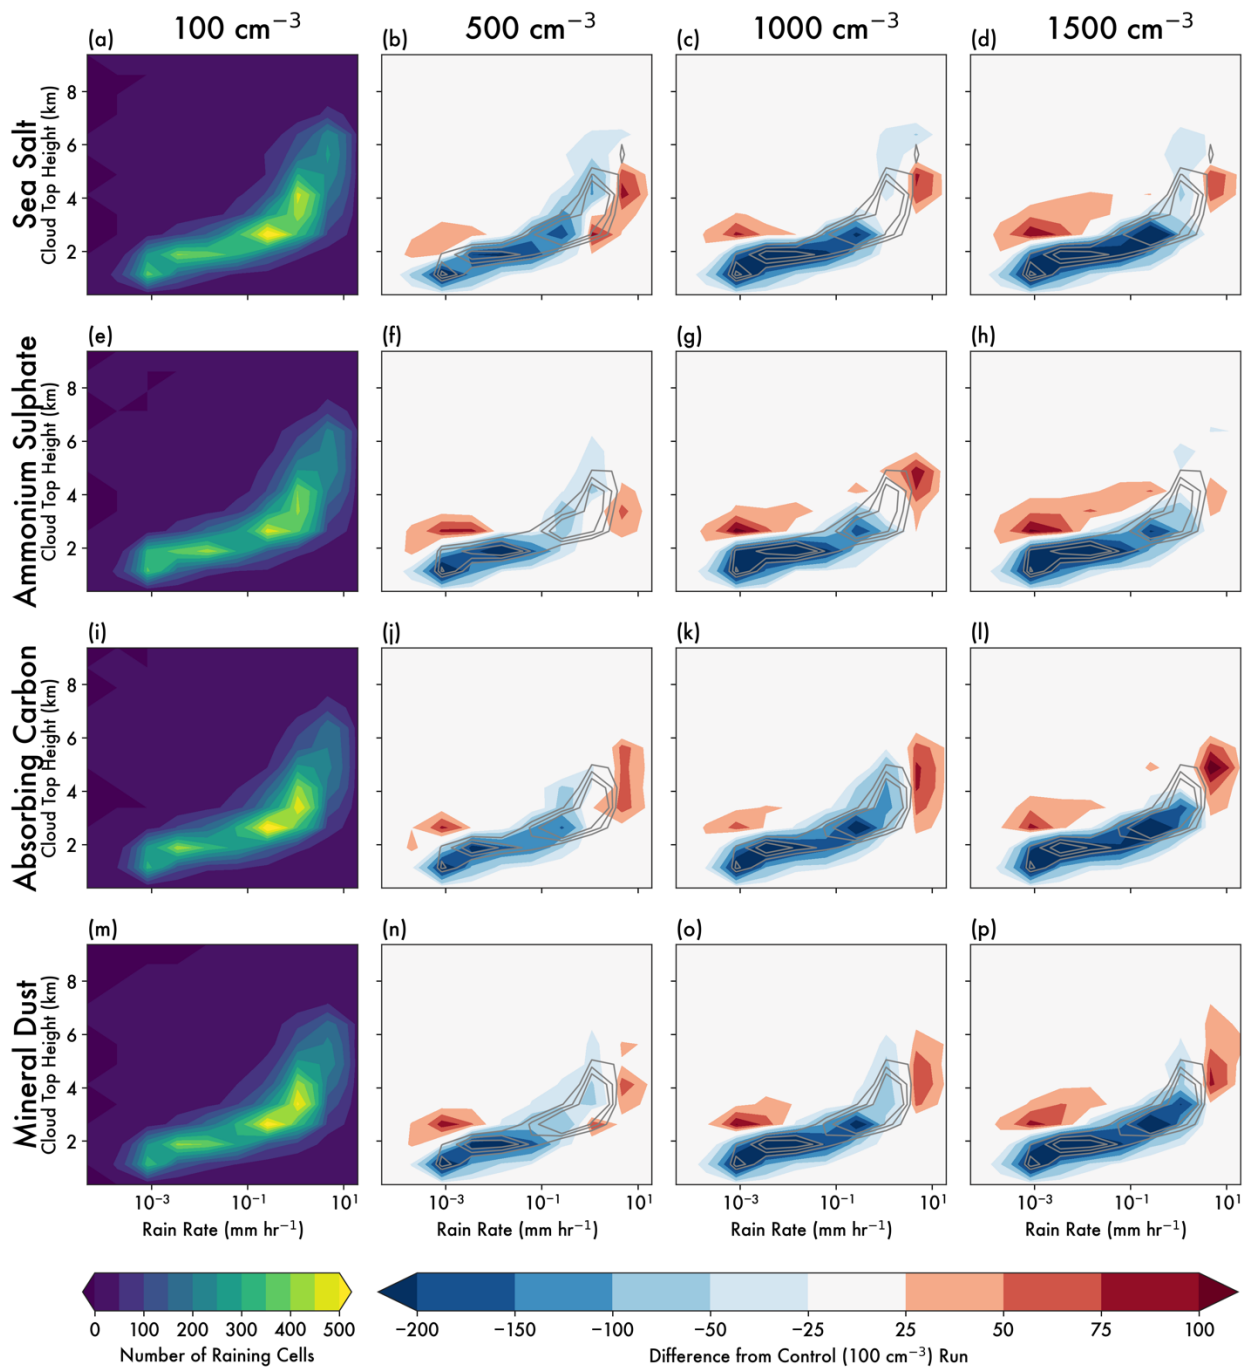 100 cm⁻³ 500 cm⁻³ 1000 cm⁻³ 1500 cm⁻³
(a) (b) (c) (d)
Sea Salt
Cloud Top Height (km)
8
6
4
2
(e) (f) (g) (h)
Ammonium Sulphate
Cloud Top Height (km)
8
6
4
2
(i) (j) (k) (l)
Absorbing Carbon
Cloud Top Height (km)
8
6
4
2
(m) (n) (o) (p)
Mineral Dust
Cloud Top Height (km)
8
6
4
2
10⁻³ 10⁻¹ 10¹ 10⁻³ 10⁻¹ 10¹ 10⁻³ 10⁻¹ 10¹ 10⁻³ 10⁻¹ 10¹
Rain Rate (mm hr⁻¹) Rain Rate (mm hr⁻¹) Rain Rate (mm hr⁻¹) Rain Rate (mm hr⁻¹)
0 100 200 300 400 500
Number of Raining Cells
−200 −150 −100 −50 −25 25 50 75 100
Difference from Control (100 cm⁻³) Run